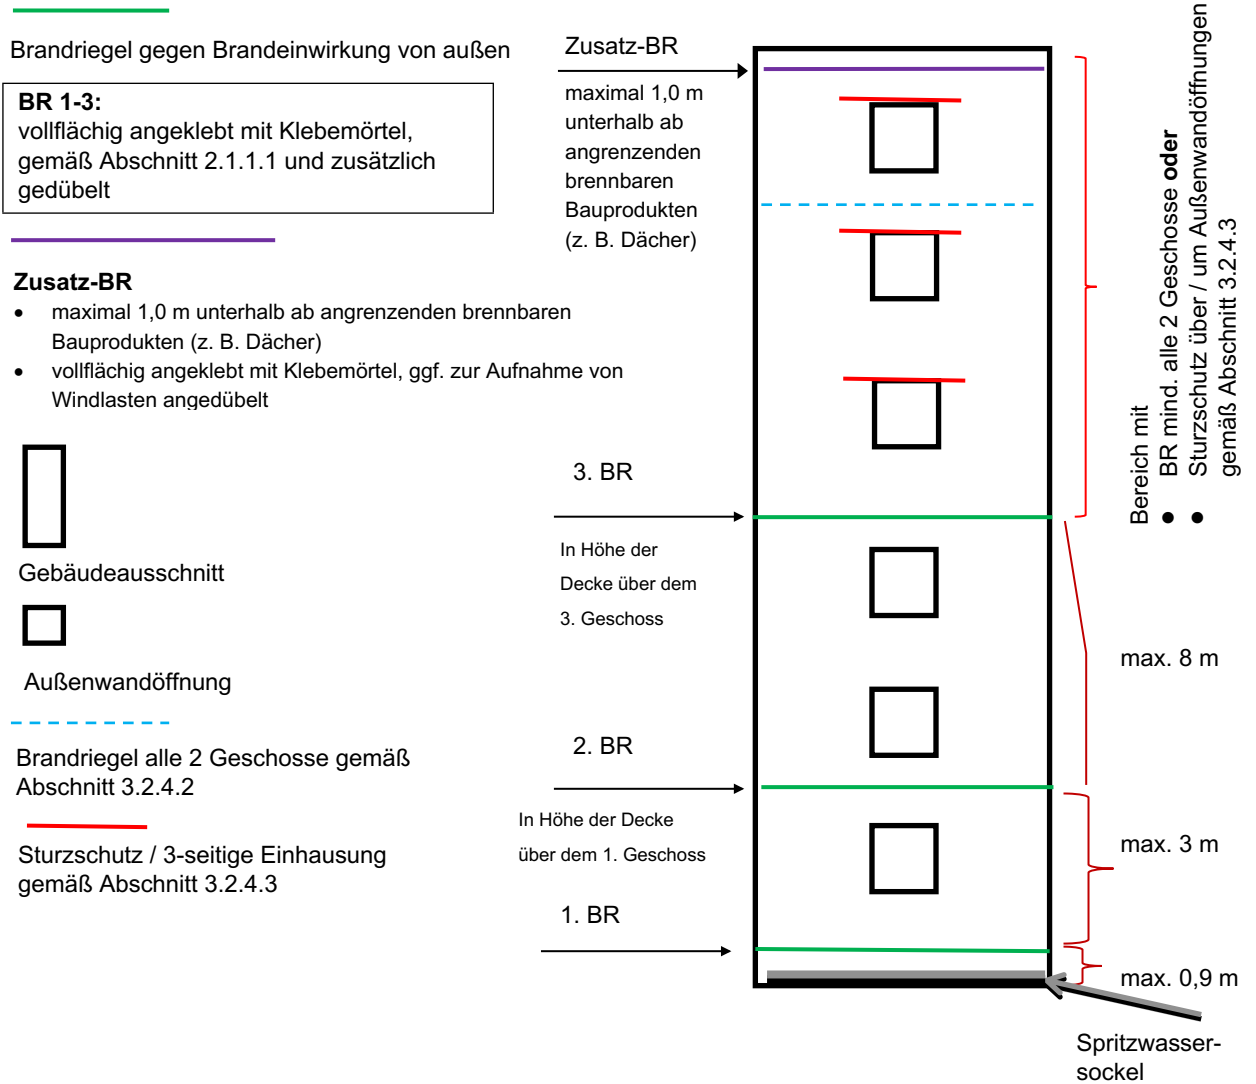 Brandriegel gegen Brandeinwirkung von außen
BR 1-3:
vollflächig angeklebt mit Klebemörtel,
gemäß Abschnitt 2.1.1.1 und zusätzlich
gedübelt
Zusatz-BR
• maximal 1,0 m unterhalb ab angrenzenden brennbaren
Bauprodukten (z. B. Dächer)
• vollflächig angeklebt mit Klebemörtel, ggf. zur Aufnahme von
Windlasten angedübelt
Gebäudeausschnitt
Außenwandöffnung
Brandriegel alle 2 Geschosse gemäß
Abschnitt 3.2.4.2
Sturzschutz / 3-seitige Einhausung
gemäß Abschnitt 3.2.4.3
Zusatz-BR
maximal 1,0 m
unterhalb ab
angrenzenden
brennbaren
Bauprodukten
(z. B. Dächer)
3. BR
In Höhe der
Decke über dem
3. Geschoss
2. BR
In Höhe der Decke
über dem 1. Geschoss
1. BR
Bereich mit
• BR mind. alle 2 Geschosse oder
• Sturzschutz über / um Außenwandöffnungen
gemäß Abschnitt 3.2.4.3
max. 8 m
max. 3 m
max. 0,9 m
Spritzwasser-
sockel